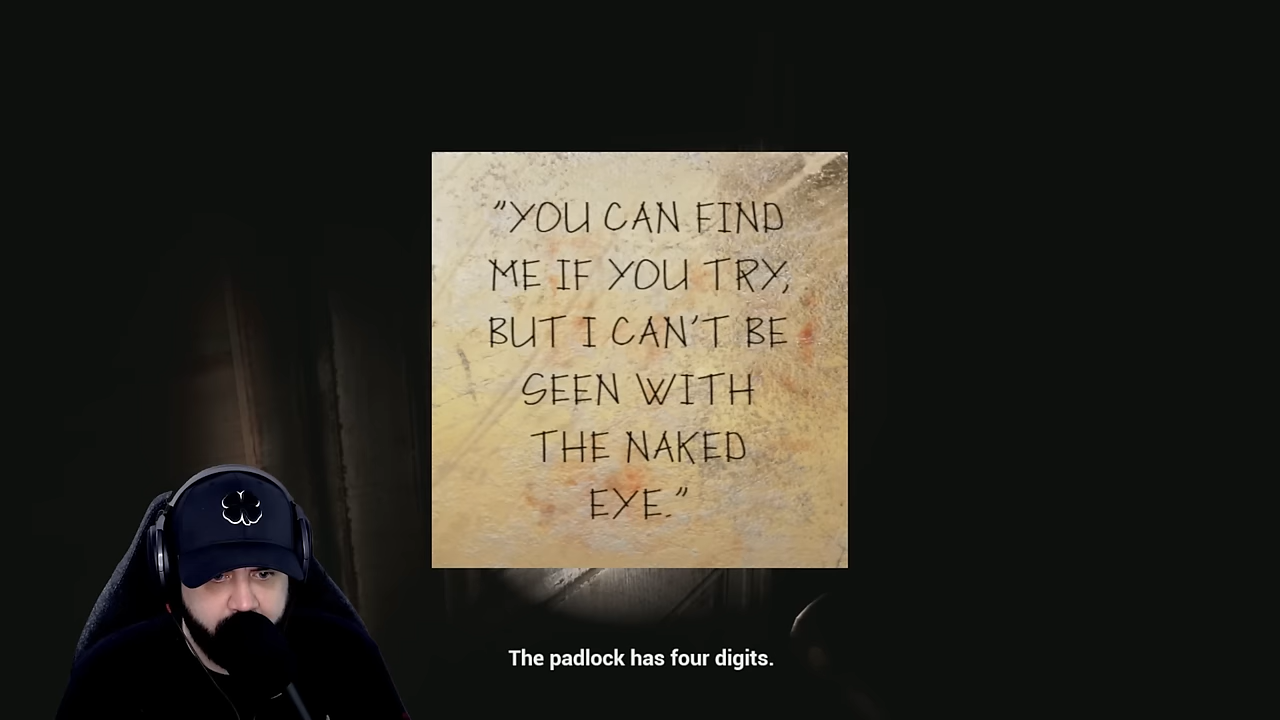 "YOU CAN FIND
ME IF YOU TRY,
BUT I CAN'T BE
SEEN WITH
THE NAKED
EYE."
The padlock has four digits.